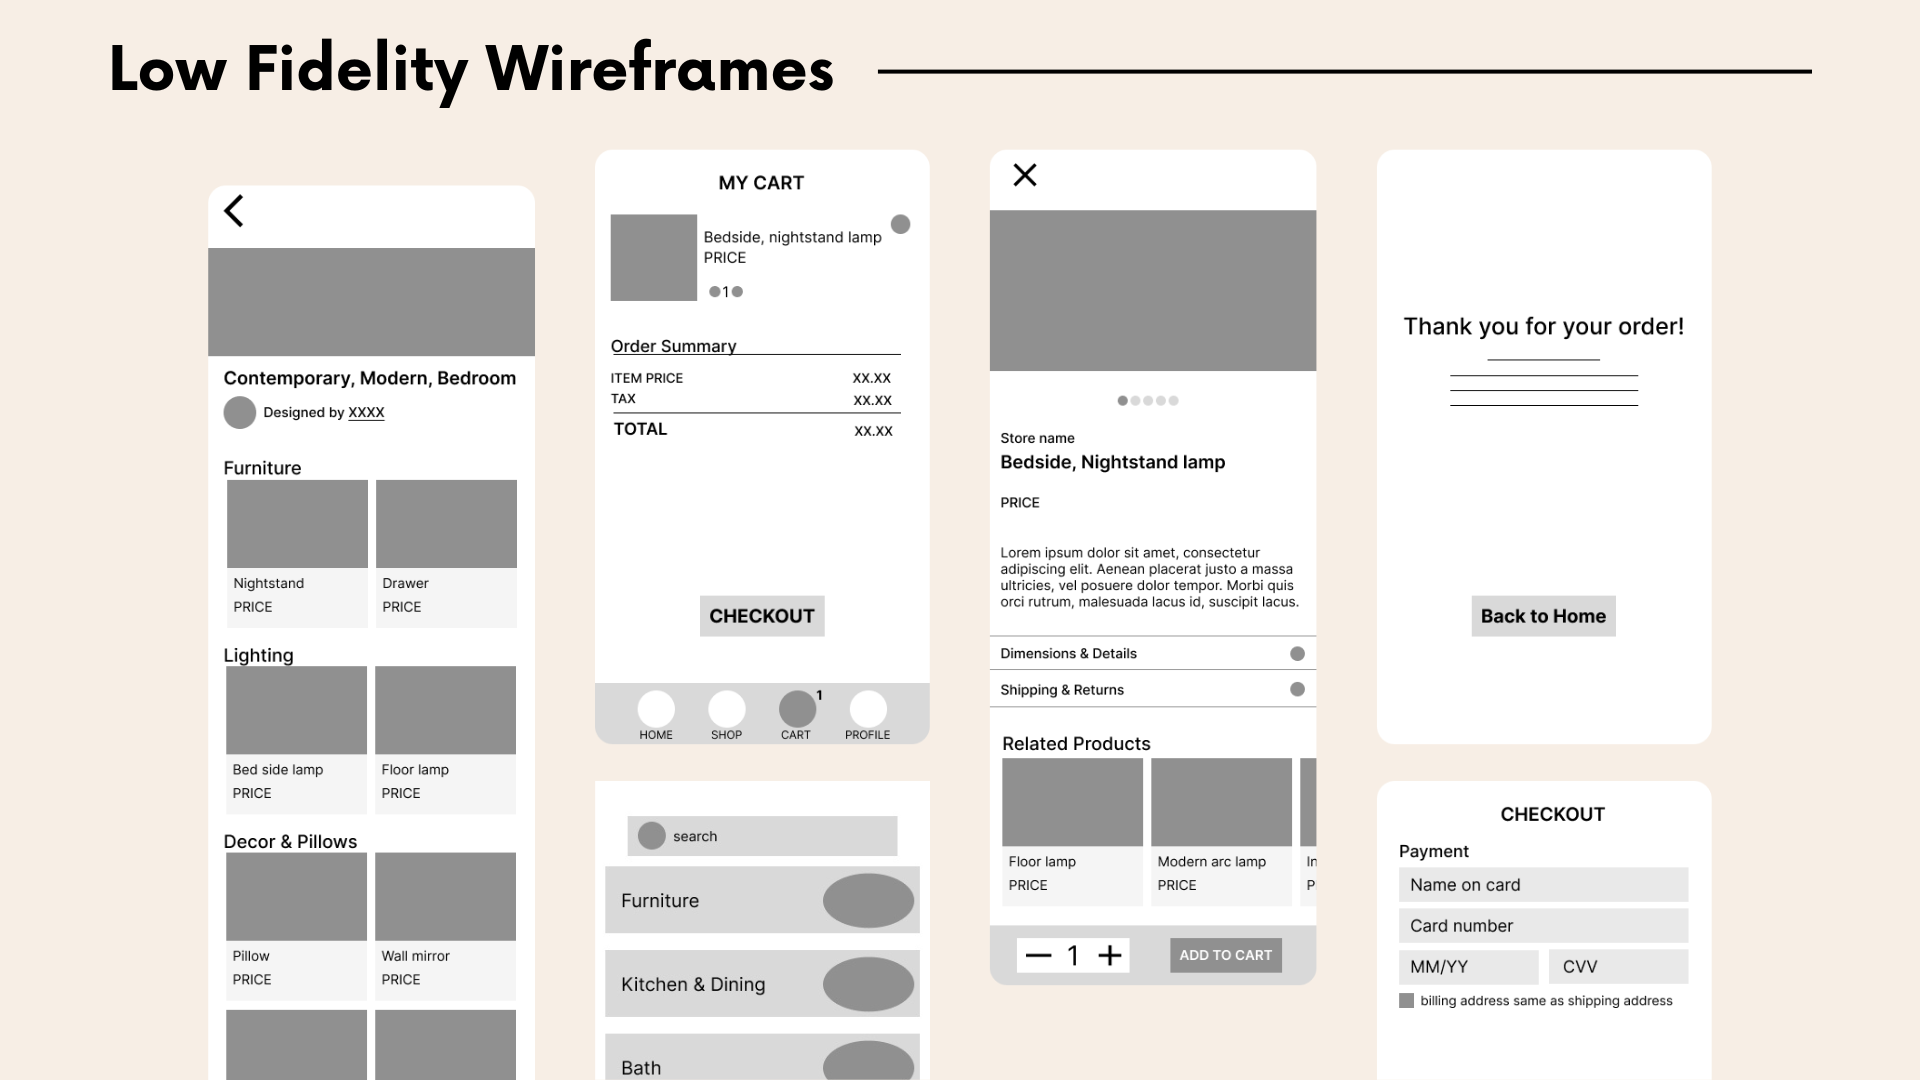 Low Fidelity Wireframes
Contemporary, Modern, Bedroom
Designed by XXXX
Furniture
Nightstand
PRICE
Drawer
PRICE
Lighting
Bed side lamp
PRICE
Floor lamp
PRICE
Decor & Pillows
Pillow
PRICE
Wall mirror
PRICE
MY CART
Bedside, nightstand lamp
PRICE
1
Order Summary
ITEM PRICE XX.XX
TAX XX.XX
TOTAL XX.XX
CHECKOUT
1
HOME SHOP CART PROFILE
search
Furniture
Kitchen & Dining
Bath
Store name
Bedside, Nightstand lamp
PRICE
Lorem ipsum dolor sit amet, consectetur
adipiscing elit. Aenean placerat justo a massa
ultricies, vel posuere dolor tempor. Morbi quis
orci rutrum, malesuada lacus id, suscipit lacus.
Dimensions & Details
Shipping & Returns
Related Products
Floor lamp
PRICE
Modern arc lamp
PRICE
In
P
1 ADD TO CART
Thank you for your order!
Back to Home
CHECKOUT
Payment
Name on card
Card number
MM/YY CVV
billing address same as shipping address